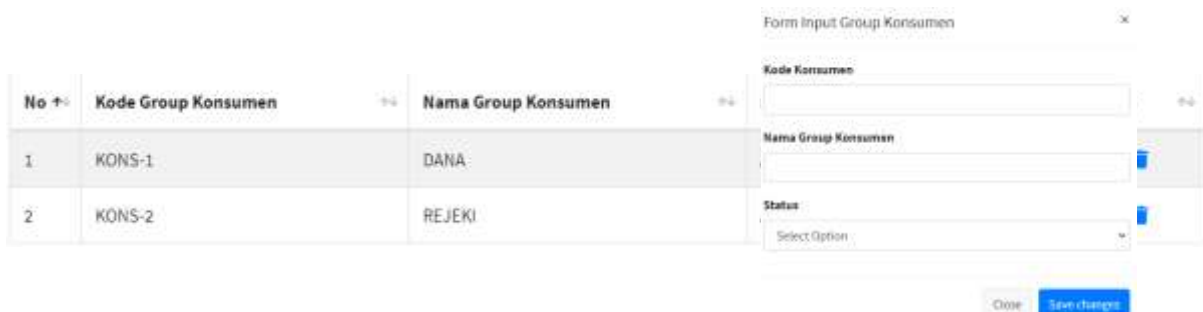 Form Input Group Konsumen ×
Kode Konsumen
No Kode Group Konsumen Nama Group Konsumen
Nama Group Konsumen
1 KONS-1 DANA
Status
2 KONS-2 REJEKI
Select Option
Close Save changes